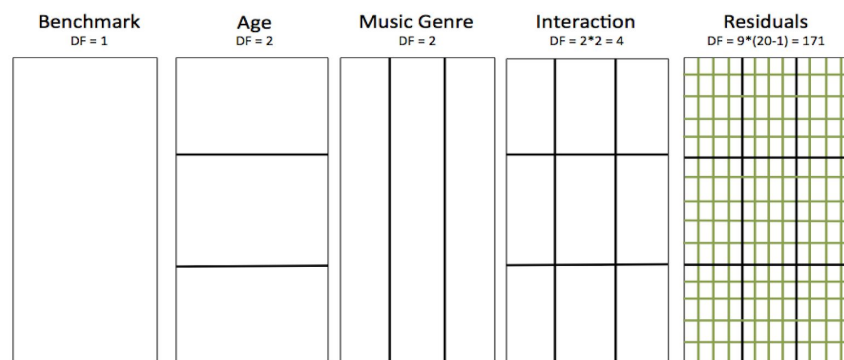 Benchmark
DF = 1
Age
DF = 2
Music Genre
DF = 2
Interaction
DF = 2*2 = 4
Residuals
DF = 9*(20-1) = 171